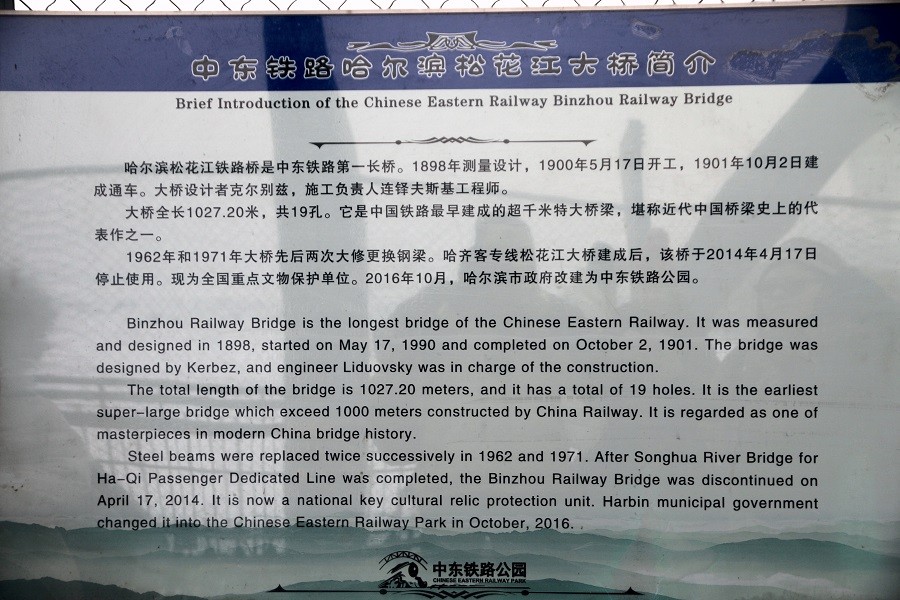 中东铁路哈尔滨松花江大桥简介
Brief Introduction of the Chinese Eastern Railway Binzhou Railway Bridge
哈尔滨松花江铁路桥是中东铁路第一长桥。1898年测量设计，1900年5月17日开工，1901年10月2日建
成通车。大桥设计者克尔别兹，施工负责人连铎夫斯基工程师。
大桥全长1027.20米，共19孔。它是中国铁路最早建成的超千米特大桥梁，堪称近代中国桥梁史上的代
表作之一。
1962年和1971年大桥先后两次大修更换钢梁。哈齐客专线松花江大桥建成后，该桥于2014年4月17日
停止使用。现为全国重点文物保护单位。2016年10月，哈尔滨市政府改建为中东铁路公园。
Binzhou Railway Bridge is the longest bridge of the Chinese Eastern Railway. It was measured
and designed in 1898, started on May 17, 1990 and completed on October 2, 1901. The bridge was
designed by Kerbez, and engineer Liduovsky was in charge of the construction.
The total length of the bridge is 1027.20 meters, and it has a total of 19 holes. It is the earliest
super-large bridge which exceed 1000 meters constructed by China Railway. It is regarded as one of
masterpieces in modern China bridge history.
Steel beams were replaced twice successively in 1962 and 1971. After Songhua River Bridge for
Ha-Qi Passenger Dedicated Line was completed, the Binzhou Railway Bridge was discontinued on
April 17, 2014. It is now a national key cultural relic protection unit. Harbin municipal government
changed it into the Chinese Eastern Railway Park in October, 2016.
中东铁路公园
CHINESE EASTERN RAILWAY PARK